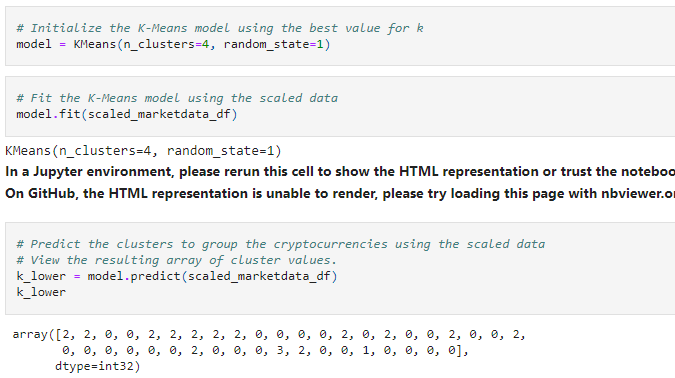 # Initialize the K-Means model using the best value for k
model = KMeans(n_clusters=4, random_state=1)
# Fit the K-Means model using the scaled data
model.fit(scaled_marketdata_df)
KMeans(n_clusters=4, random_state=1)
In a Jupyter environment, please rerun this cell to show the HTML representation or trust the noteboo
On GitHub, the HTML representation is unable to render, please try loading this page with nbviewer.o
# Predict the clusters to group the cryptocurrencies using the scaled data
# View the resulting array of cluster values.
k_lower = model.predict(scaled_marketdata_df)
k_lower
array([2, 2, 0, 0, 2, 2, 2, 2, 2, 0, 0, 0, 0, 2, 0, 2, 0, 0, 2, 0, 0, 2,
0, 0, 0, 0, 0, 0, 2, 0, 0, 0, 3, 2, 0, 0, 1, 0, 0, 0, 0],
dtype=int32)